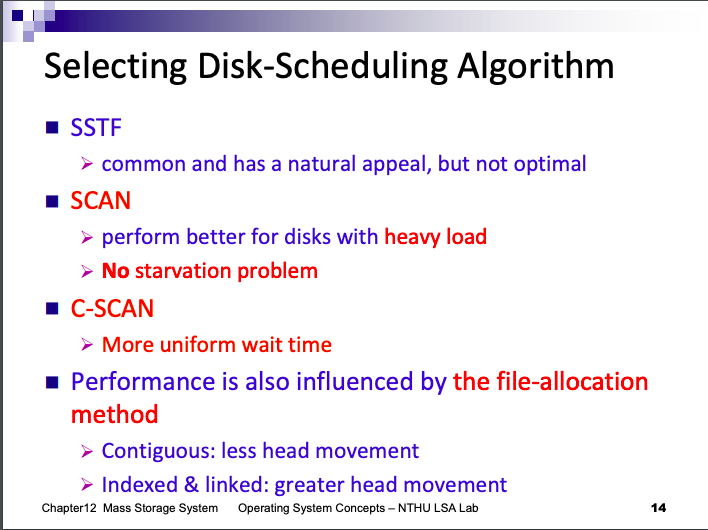 Selecting Disk-Scheduling Algorithm
SSTF
common and has a natural appeal, but not optimal
SCAN
perform better for disks with heavy load
No starvation problem
C-SCAN
More uniform wait time
Performance is also influenced by the file-allocation
method
Contiguous: less head movement
Indexed & linked: greater head movement
Chapter12 Mass Storage System Operating System Concepts – NTHU LSA Lab 14